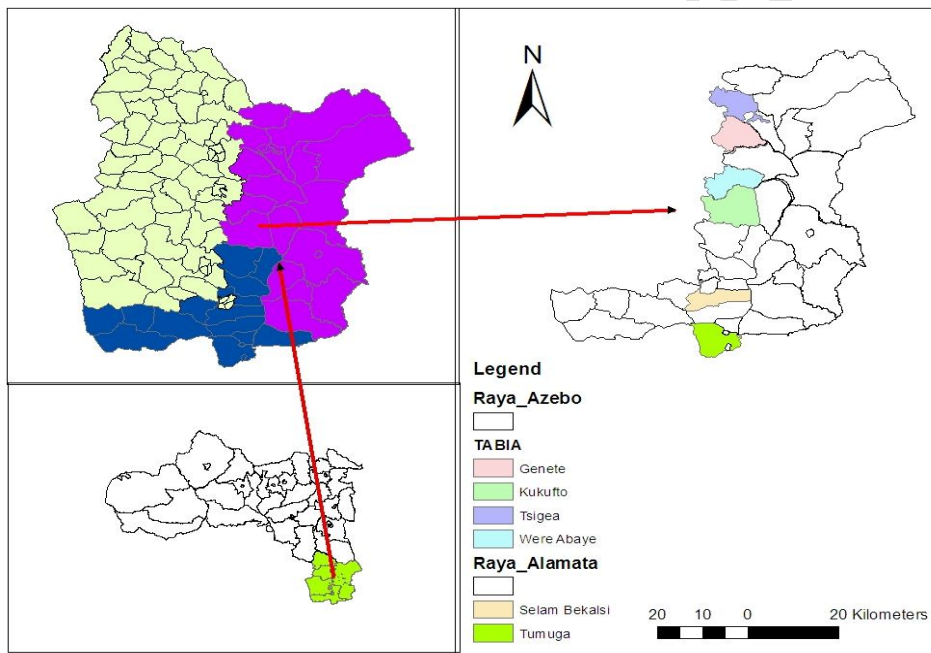 N
Legend
Raya_Azebo
TABIA
Genete
Kukufto
Tsigea
Were Abaye
Raya_Alamata
Selam Bekalsi
Tumuga
20 10 0 20 Kilometers